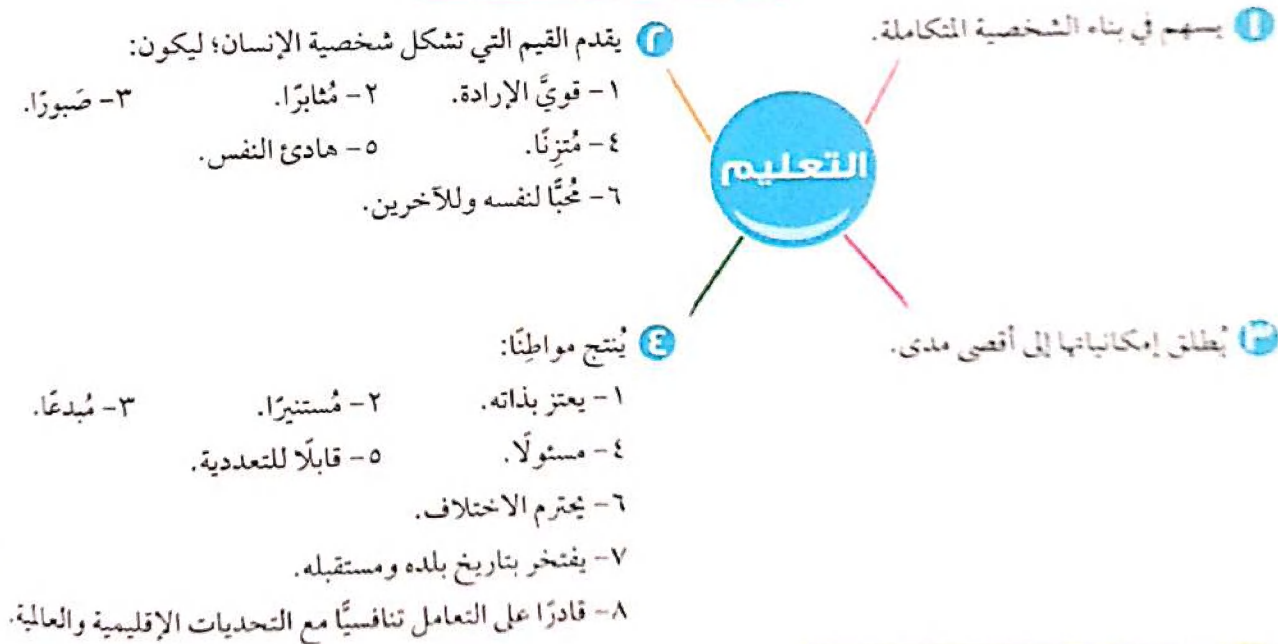 التعليم
١ يسهم في بناء الشخصية المتكاملة.
٢ يقدم القيم التي تشكل شخصية الإنسان؛ ليكون:
١- قويَّ الإرادة. ٢- مُثابرًا. ٣- صَبورًا.
٤- مُتزِنًا. ٥- هادئ النفس.
٦- مُحبًّا لنفسه وللآخرين.
٣ يُطلق إمكانياتها إلى أقصى مدى.
٤ يُنتج مواطِنًا:
١- يعتز بذاته. ٢- مُستنيرًا. ٣- مُبدعًا.
٤- مسئولًا. ٥- قابلًا للتعددية.
٦- يحترم الاختلاف.
٧- يفتخر بتاريخ بلده ومستقبله.
٨- قادرًا على التعامل تنافسيًّا مع التحديات الإقليمية والعالمية.